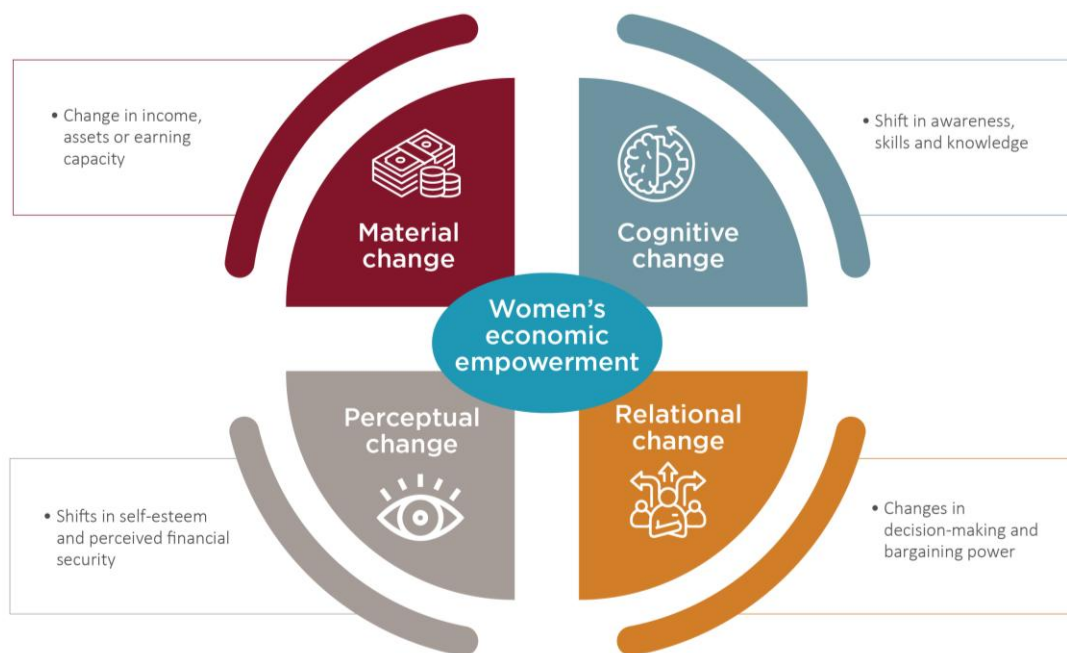 • Change in income,
assets or earning
capacity
Material
change
Cognitive
change
• Shift in awareness,
skills and knowledge
Women's
economic
empowerment
Perceptual
change
Relational
change
• Shifts in self-esteem
and perceived financial
security
• Changes in
decision-making and
bargaining power